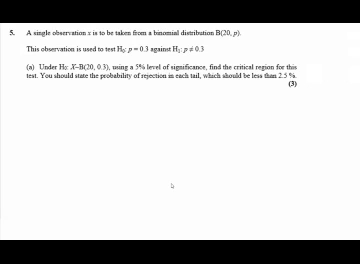 5. A single observation x is to be taken from a binomial distribution B(20, p).
This observation is used to test H₀: p = 0.3 against H₁: p ≠ 0.3
(a) Under H₀: X~B(20, 0.3), using a 5% level of significance, find the critical region for this
test. You should state the probability of rejection in each tail, which should be less than 2.5 %.
(3)